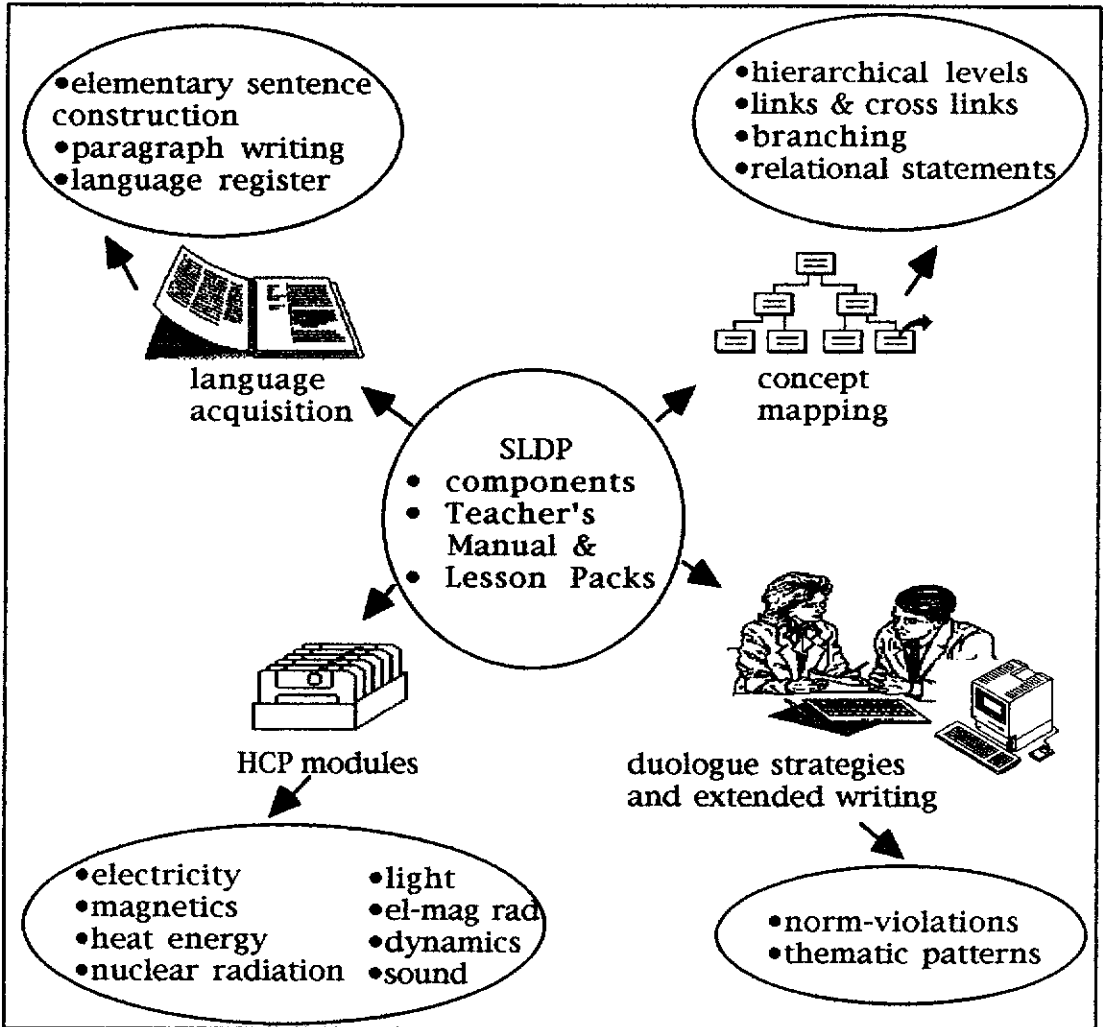 •elementary sentence
construction
•paragraph writing
•language register
•hierarchical levels
•links & cross links
•branching
•relational statements
language
acquisition
concept
mapping
SLDP
• components
• Teacher's
Manual &
• Lesson Packs
HCP modules
duologue strategies
and extended writing
•electricity
•magnetics
•heat energy
•nuclear radiation
•light
•el-mag rad
•dynamics
•sound
•norm-violations
•thematic patterns